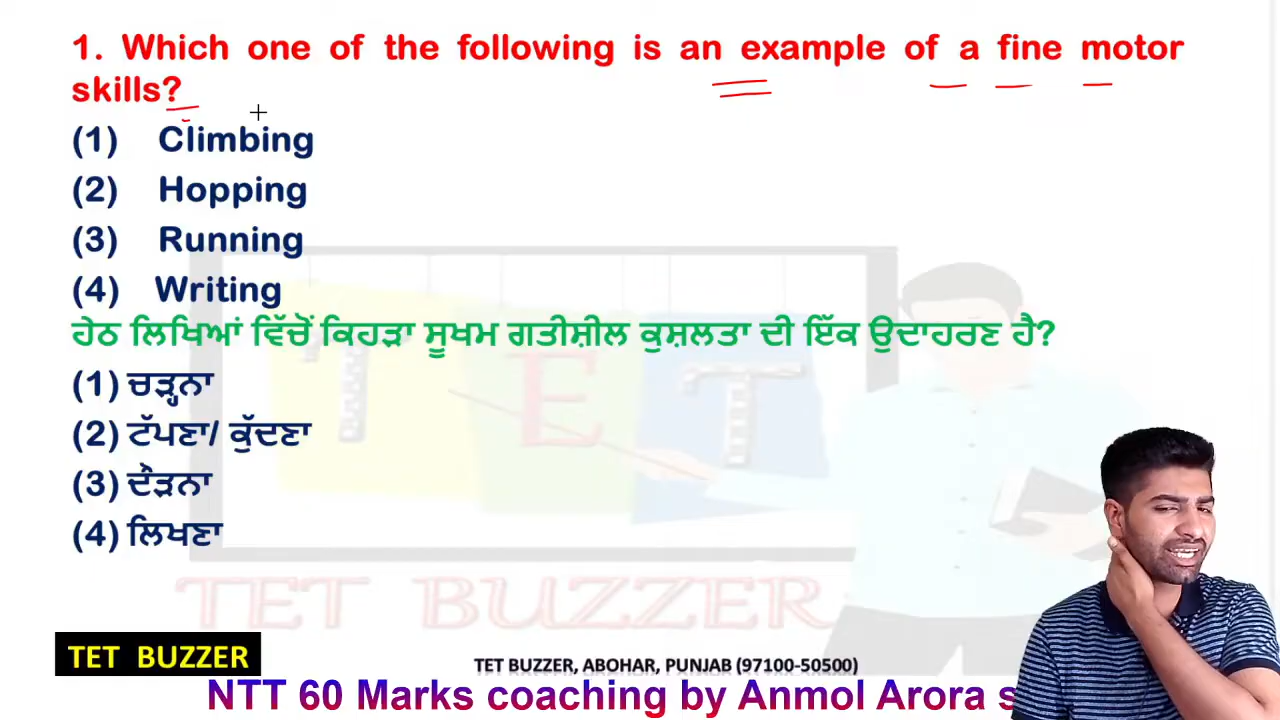 1. Which one of the following is an example of a fine motor
skills?
(1) Climbing
(2) Hopping
(3) Running
(4) Writing
ਹੇਠ ਲਿਖਿਆਂ ਵਿੱਚੋਂ ਕਿਹੜਾ ਸੂਖਮ ਗਤੀਸ਼ੀਲ ਕੁਸ਼ਲਤਾ ਦੀ ਇੱਕ ਉਦਾਹਰਣ ਹੈ?
(1) ਚੜ੍ਹਨਾ
(2) ਟੱਪਣਾ/ ਕੁੱਦਣਾ
(3) ਦੌੜਨਾ
(4) ਲਿਖਣਾ
TET
TET BUZZER
TET BUZZER
TET BUZZER, ABOHAR, PUNJAB (97100-50500)
NTT 60 Marks coaching by Anmol Arora s